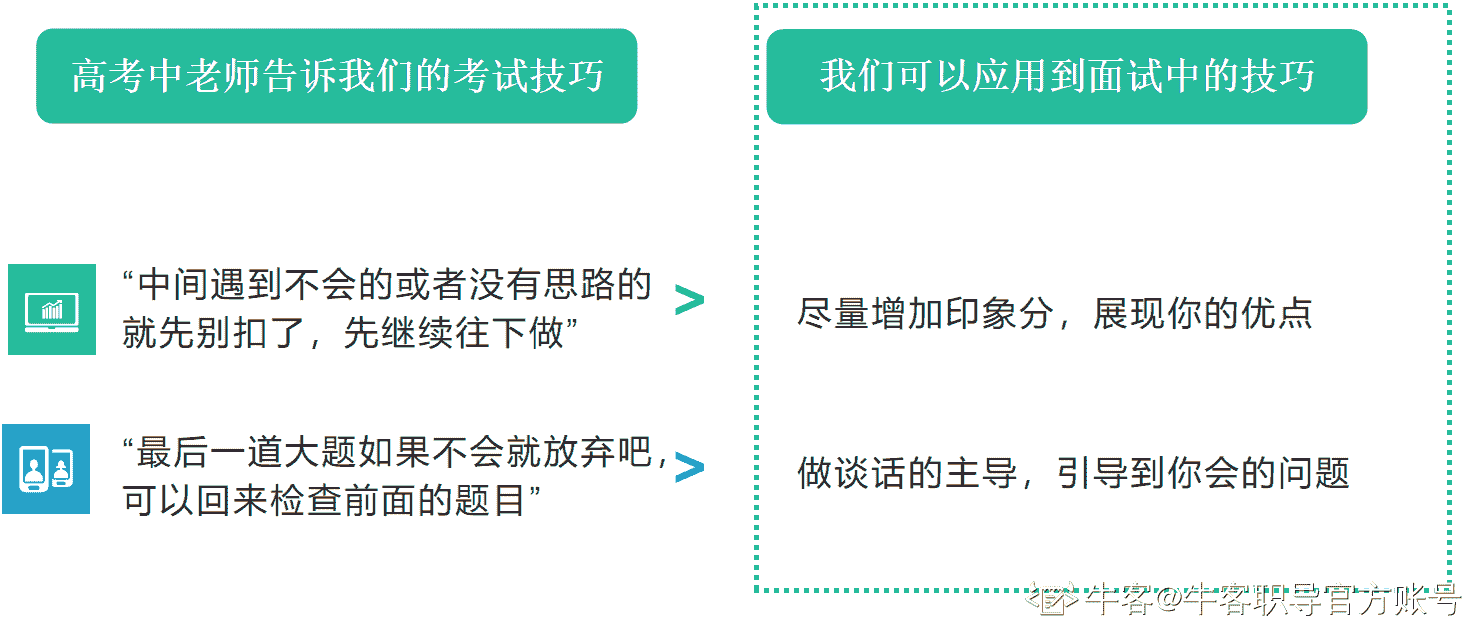 高考中老师告诉我们的考试技巧
我们可以应用到面试中的技巧
“中间遇到不会的或者没有思路的
就先别扣了，先继续往下做”
>
尽量增加印象分，展现你的优点
“最后一道大题如果不会就放弃吧，
可以回来检查前面的题目”
>
做谈话的主导，引导到你会的问题
牛客@牛客职导官方账号